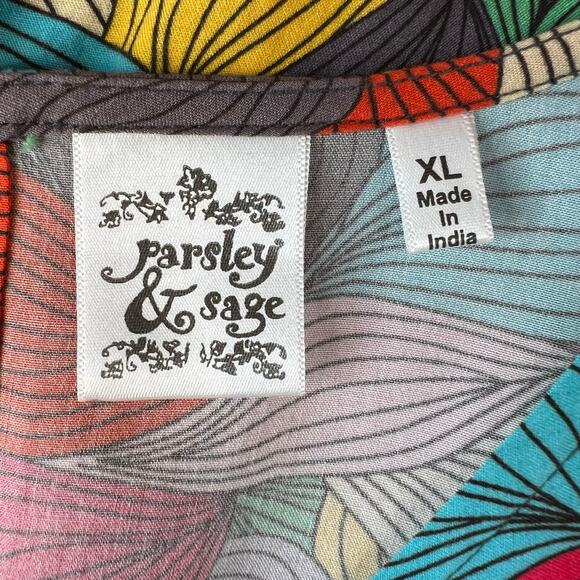 Parsley
& sage
XL
Made
In
India